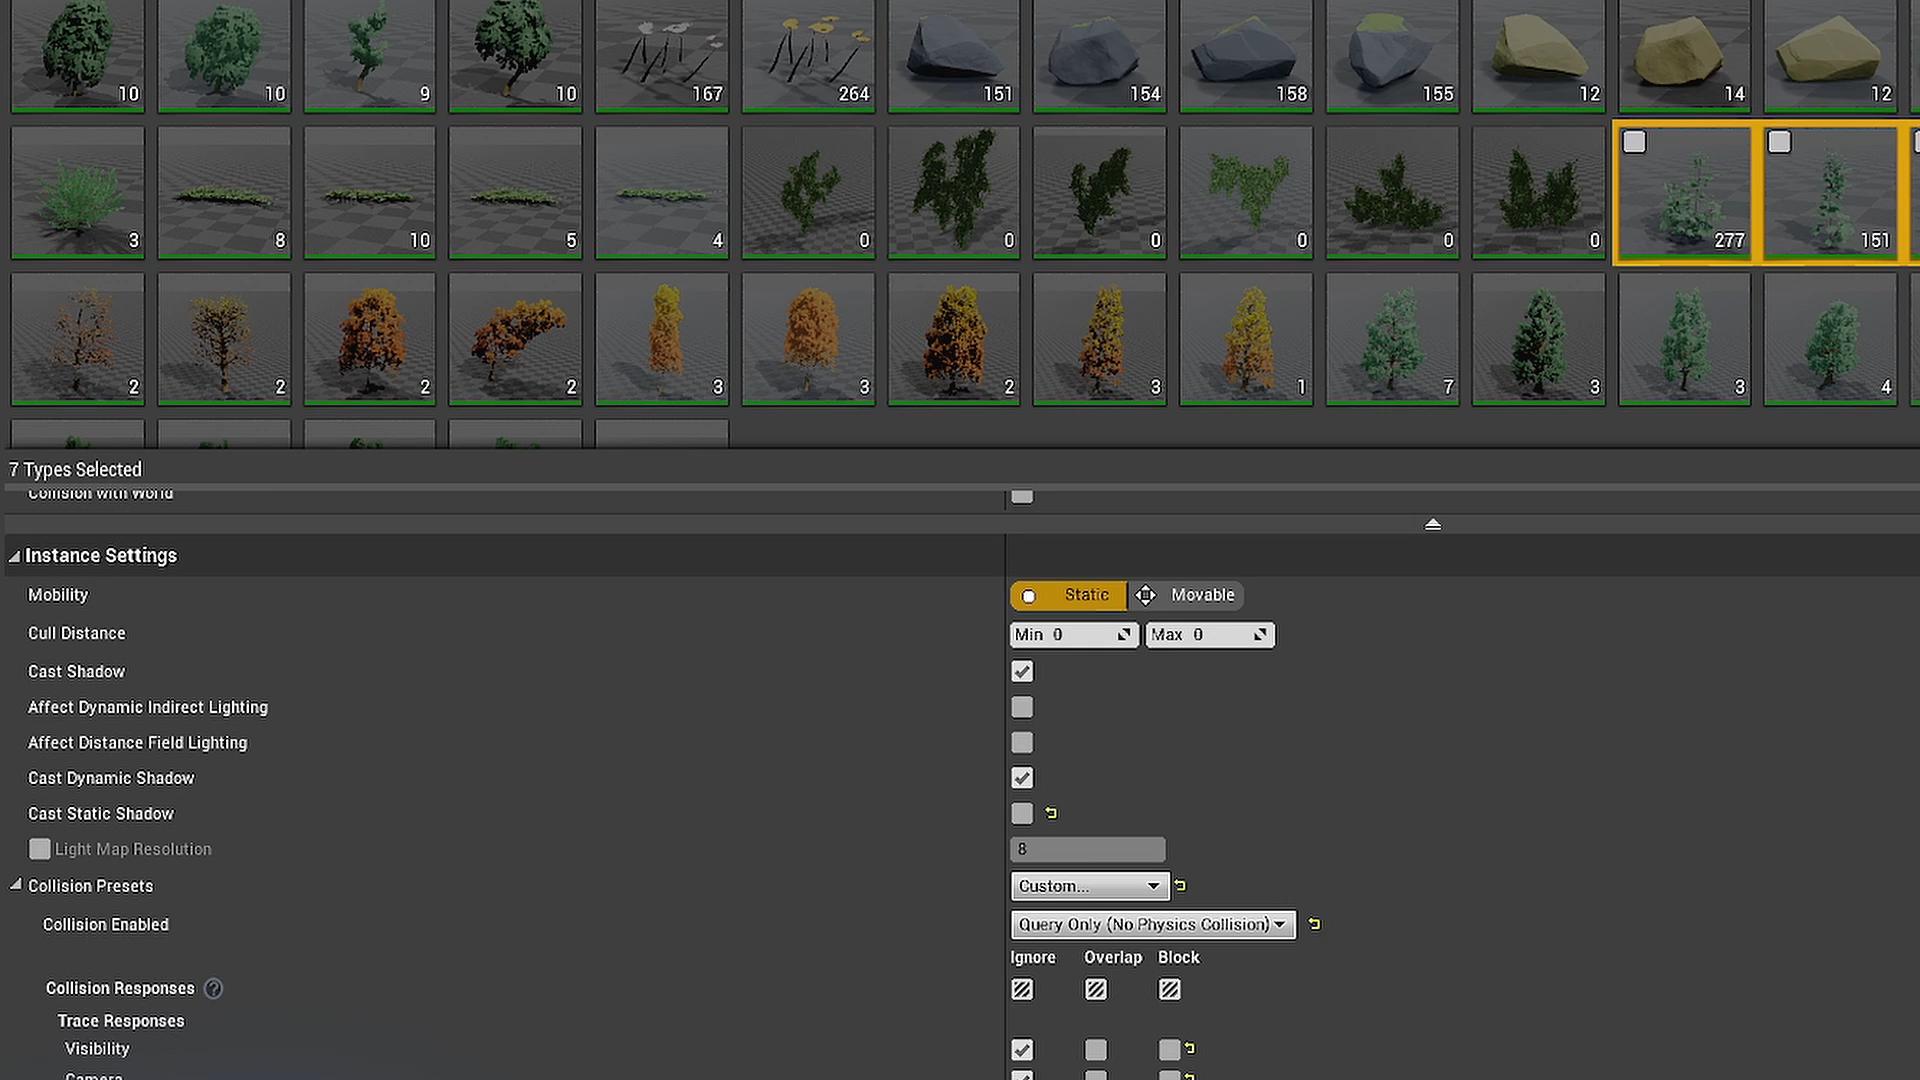 10 10 9 10 167 264 151 154 158 155 12 14 12
3 8 10 5 4 0 0 0 0 0 0 277 151
2 2 2 2 3 3 2 3 1 7 3 3 4
7 Types Selected
Collision with World
Instance Settings
Mobility Static Movable
Cull Distance Min 0 Max 0
Cast Shadow
Affect Dynamic Indirect Lighting
Affect Distance Field Lighting
Cast Dynamic Shadow
Cast Static Shadow
Light Map Resolution 8
Collision Presets Custom...
Collision Enabled Query Only (No Physics Collision)
Ignore Overlap Block
Collision Responses ?
Trace Responses
Visibility
Camera